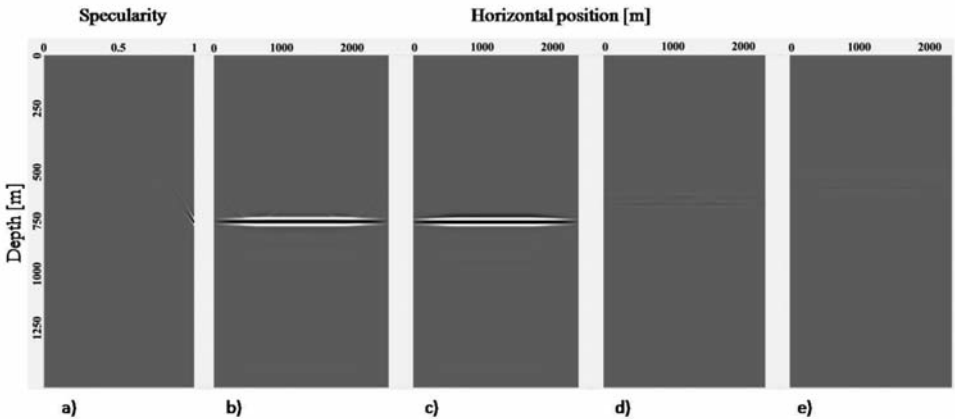 Specularity
Horizontal position [m]
0 0.5 1 0 1000 2000 0 1000 2000 0 1000 2000 0 1000 2000
Depth [m]
0
250
500
750
1000
1250
a) b) c) d) e)